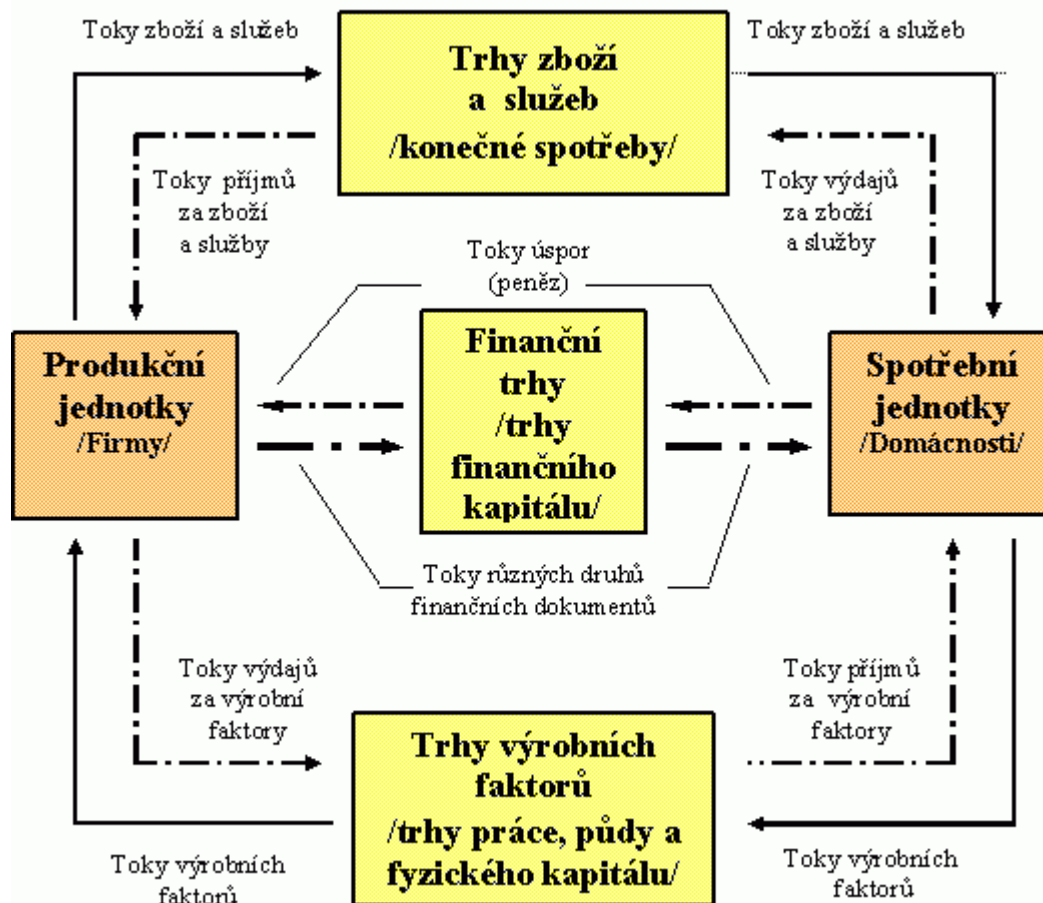 Toky zboží a služeb
Trhy zboží
a služeb
/konečné spotřeby/
Toky zboží a služeb
Toky příjmů
za zboží
a služby
Toky výdajů
za zboží
a služby
Toky úspor
(peněz)
Produkční
jednotky
/Firmy/
Finanční
trhy
/trhy
finančního
kapitálu/
Spotřební
jednotky
/Domácnosti/
Toky různých druhů
finančních dokumentů
Toky výdajů
za výrobní
faktory
Toky příjmů
za výrobní
faktory
Trhy výrobních
faktorů
/trhy práce, půdy a
fyzického kapitálu/
Toky výrobních
faktorů
Toky výrobních
faktorů